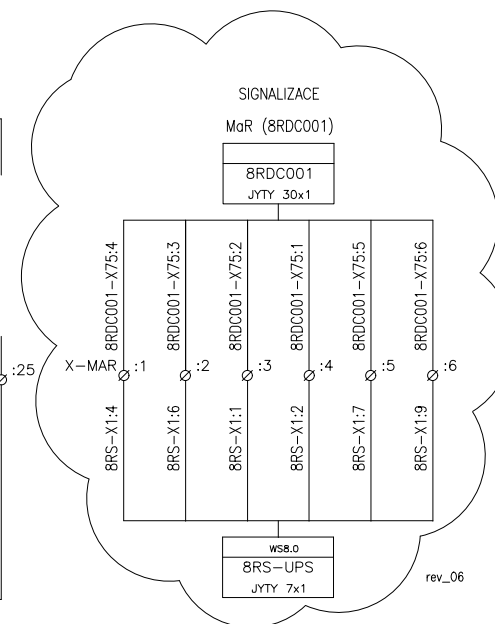 SIGNALIZACE
MaR (8RDC001)
8RDC001
JYTY 30x1
8RDC001-X75:4
8RDC001-X75:3
8RDC001-X75:2
8RDC001-X75:1
8RDC001-X75:5
8RDC001-X75:6
:25
X-MAR
:1
:2
:3
:4
:5
:6
8RS-X1:4
8RS-X1:6
8RS-X1:1
8RS-X1:2
8RS-X1:7
8RS-X1:9
WS8.0
8RS-UPS
JYTY 7x1
rev_06